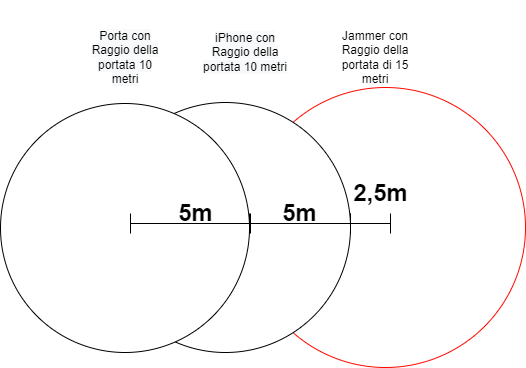 Porta con
Raggio della
portata 10
metri
iPhone con
Raggio della
portata 10 metri
Jammer con
Raggio della
portata di 15
metri
5m
5m
2,5m